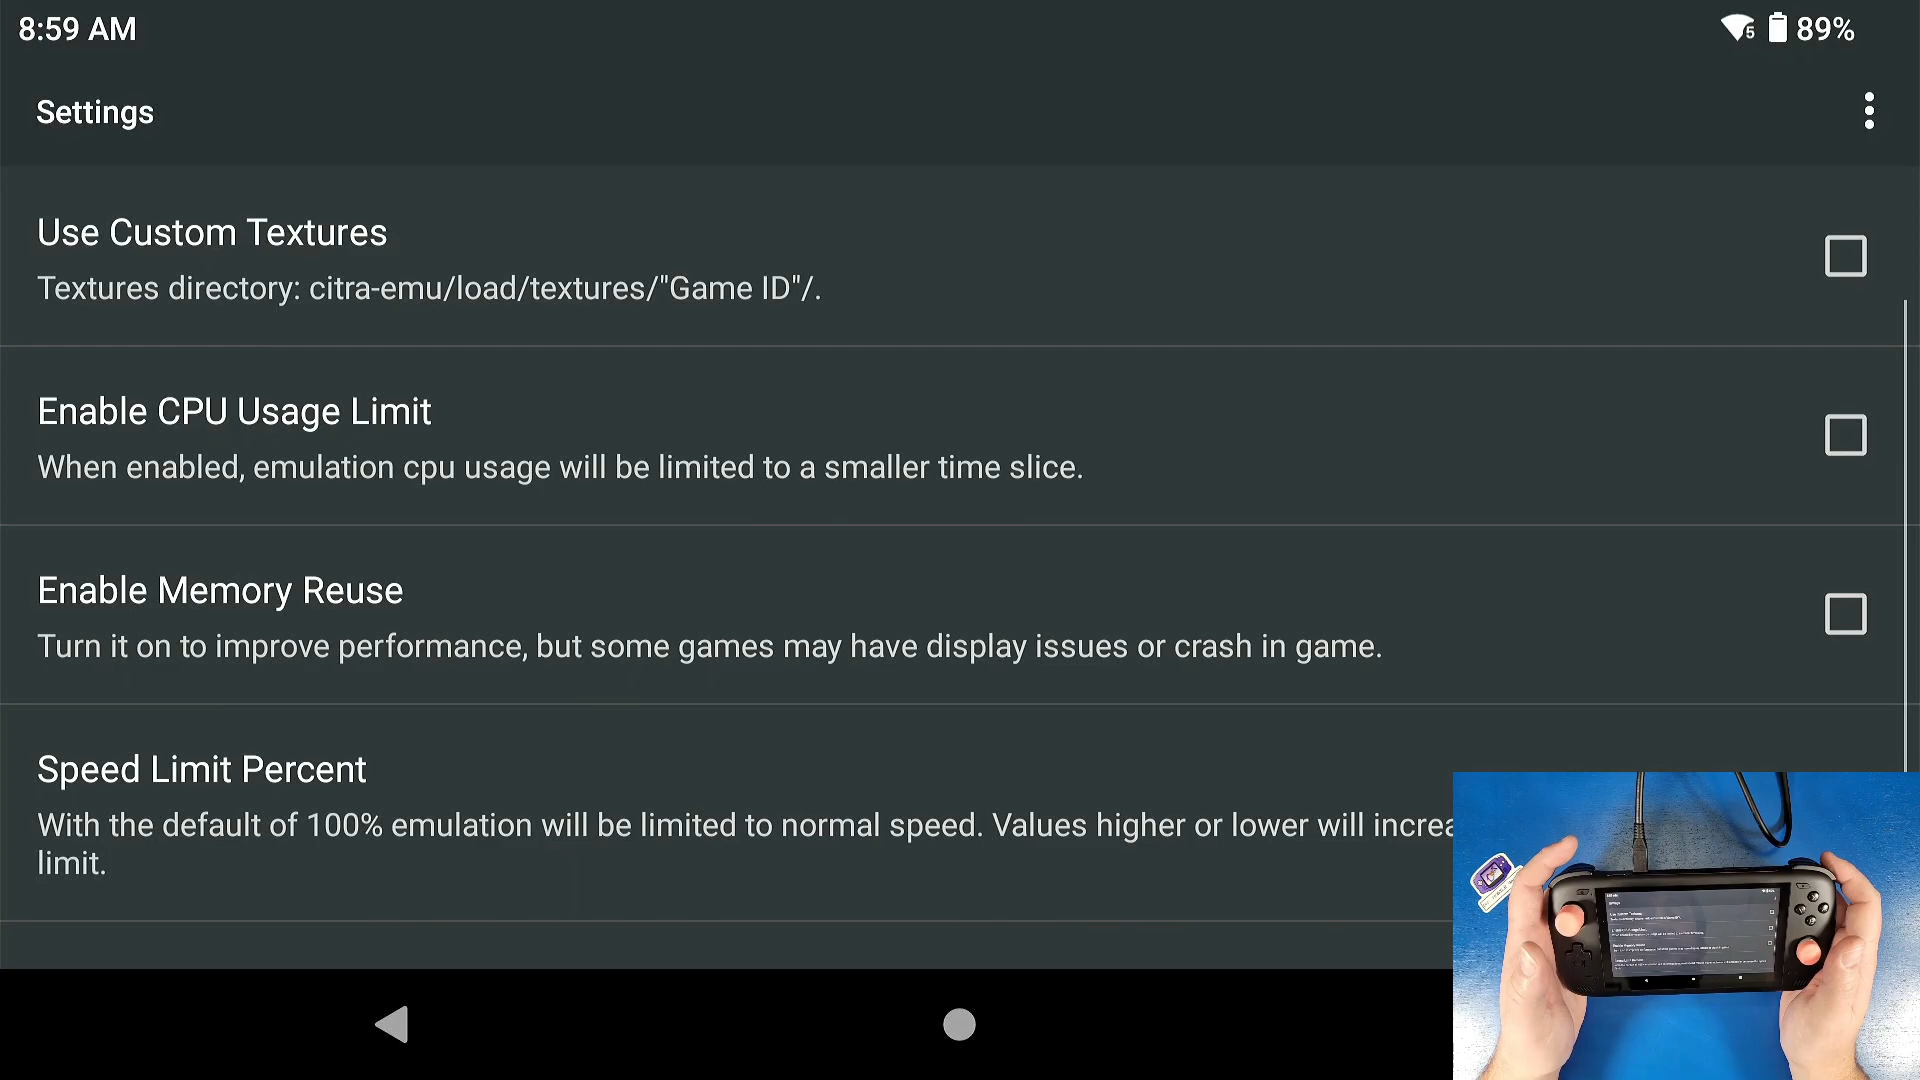 8:59 AM
5
89%
Settings
Use Custom Textures
Textures directory: citra-emu/load/textures/"Game ID"/.
Enable CPU Usage Limit
When enabled, emulation cpu usage will be limited to a smaller time slice.
Enable Memory Reuse
Turn it on to improve performance, but some games may have display issues or crash in game.
Speed Limit Percent
With the default of 100% emulation will be limited to normal speed. Values higher or lower will increa
limit.